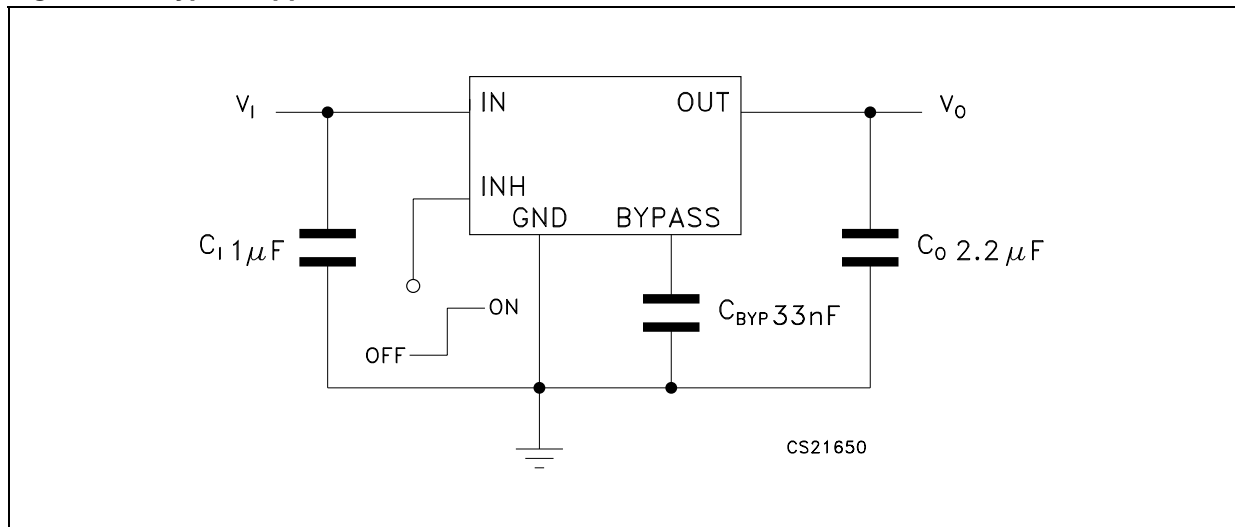 V_I
IN
OUT
V_O
INH
GND
BYPASS
C_I 1μF
C_O 2.2μF
C_BYP 33nF
ON
OFF
CS21650